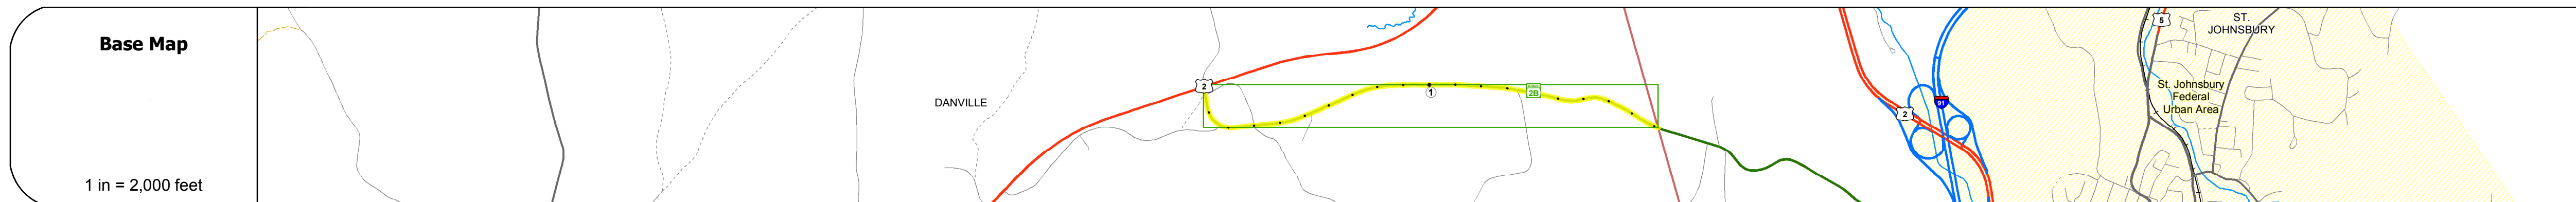 Base Map
1 in = 2,000 feet
DANVILLE
2
1
2B
2
91
5
ST.
JOHNSBURY
St. Johnsbury
Federal
Urban Area